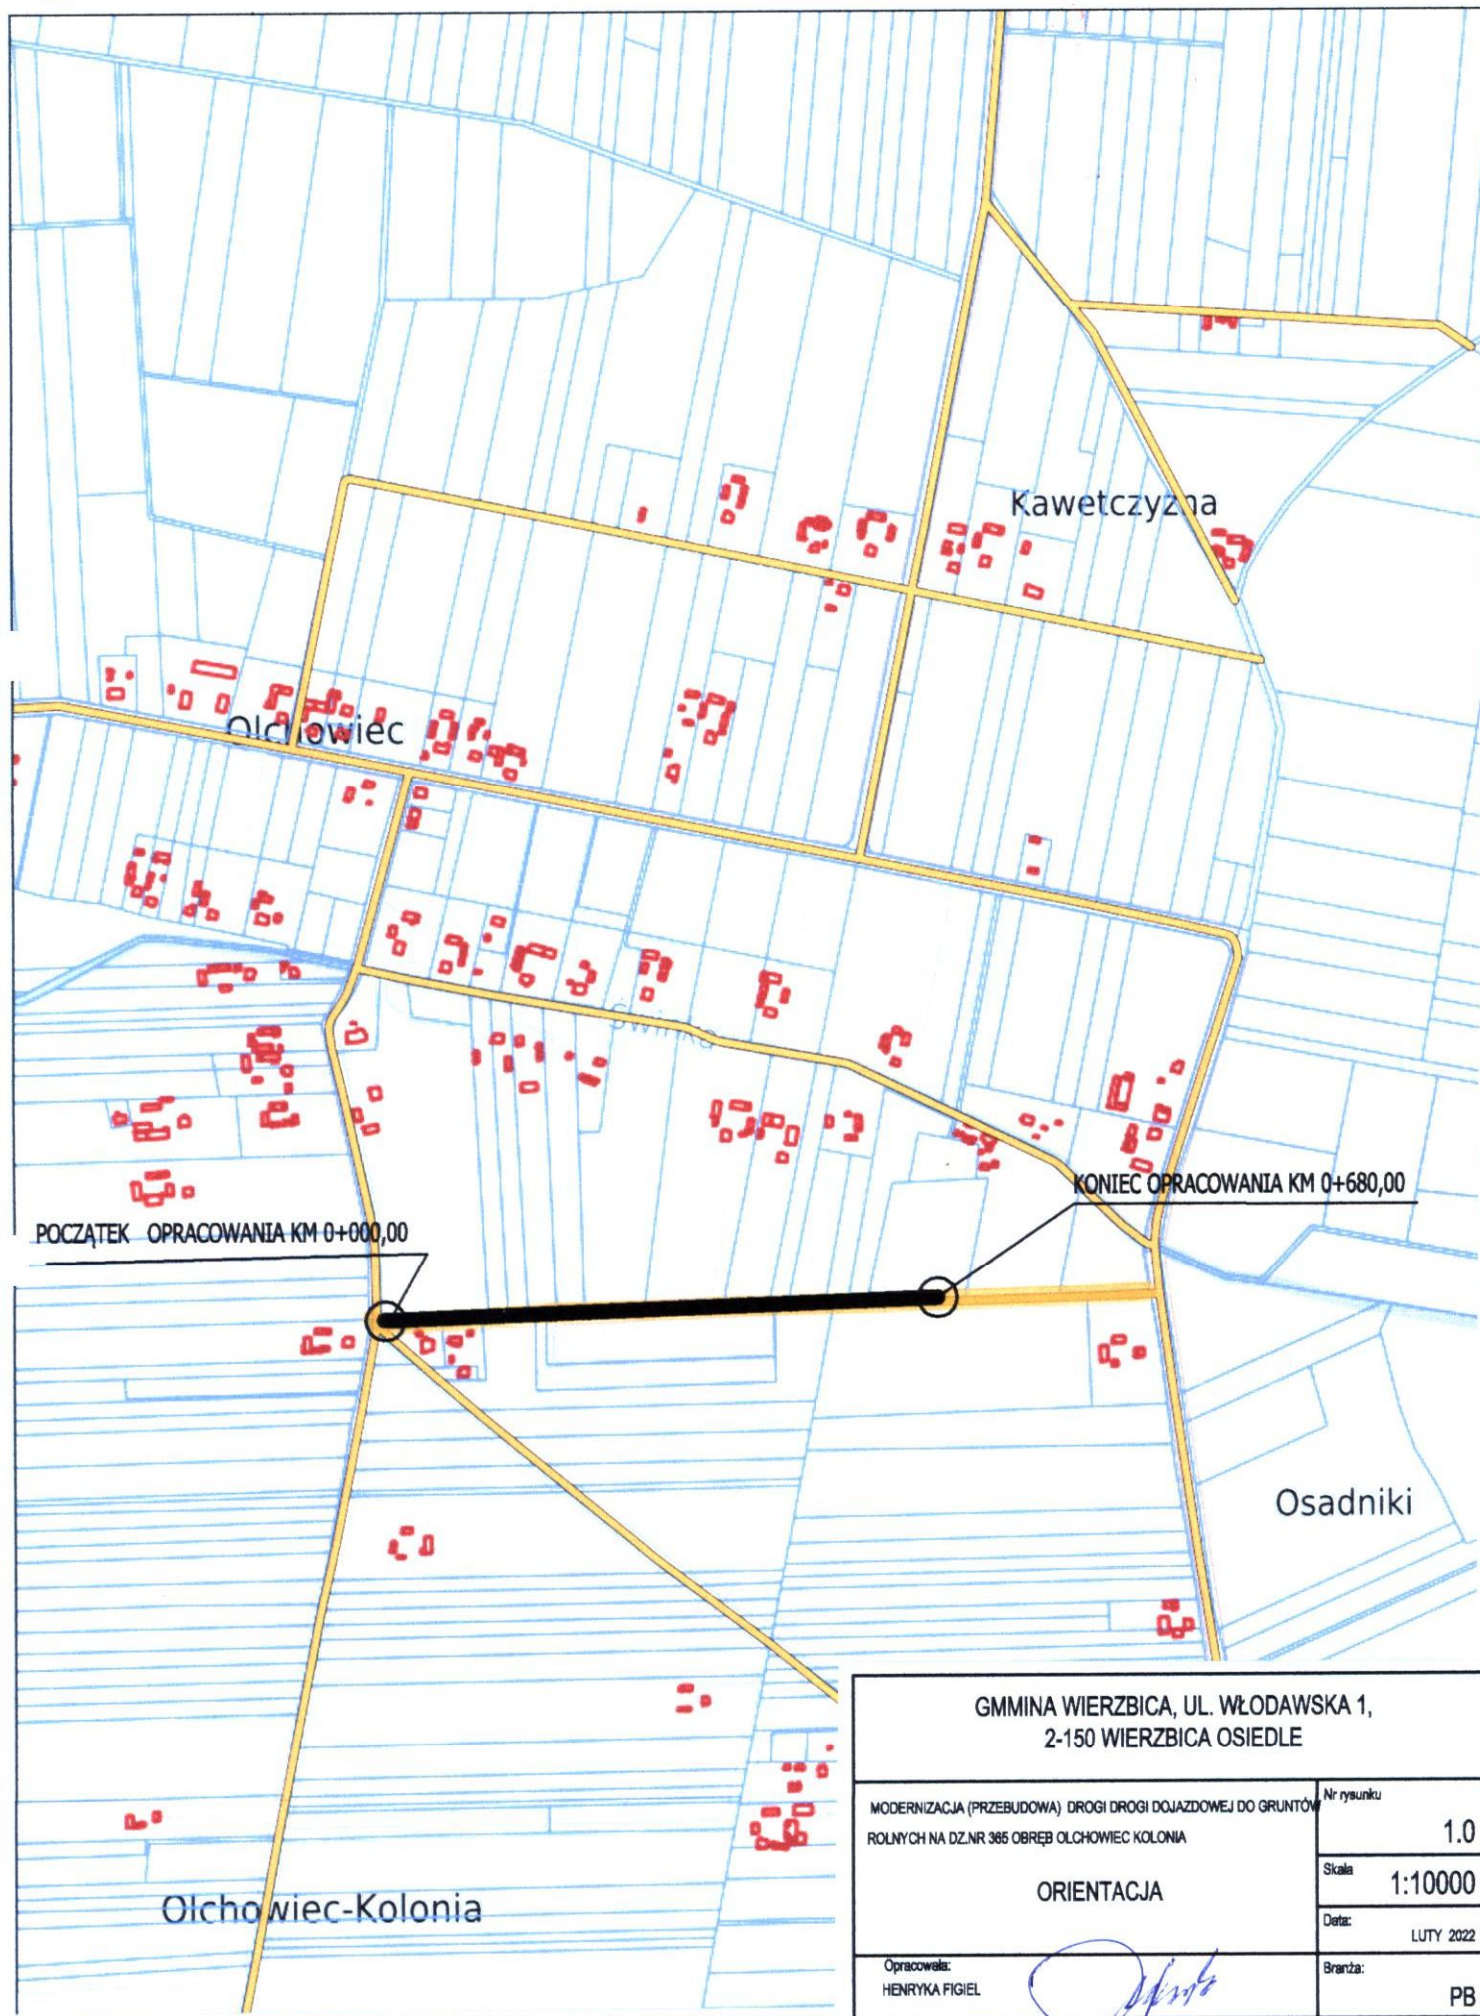 Kawetczyzna
Olchowiec
Swinka
KONIEC OPRACOWANIA KM 0+680,00
POCZĄTEK OPRACOWANIA KM 0+000,00
Osadniki
Olchowiec-Kolonia
GMMINA WIERZBICA, UL. WŁODAWSKA 1,
2-150 WIERZBICA OSIEDLE
MODERNIZACJA (PRZEBUDOWA) DROGI DROGI DOJAZDOWEJ DO GRUNTÓW
ROLNYCH NA DZ.NR 365 OBRĘB OLCHOWIEC KOLONIA
ORIENTACJA
Nr rysunku
1.0
Skala
1:10000
Data:
LUTY 2022
Opracowała:
HENRYKA FIGIEL
Branża:
PB